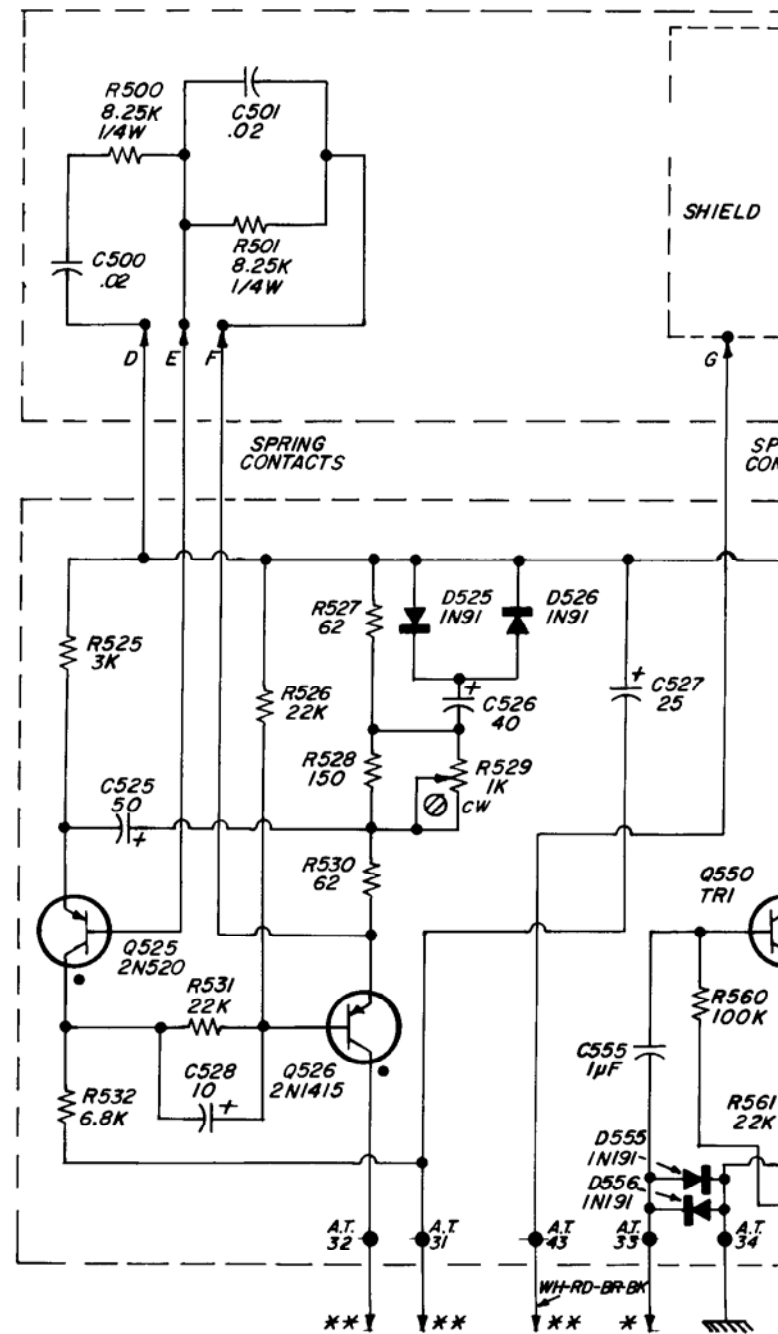 R500
8.25K
1/4W
C501
.02
SHIELD
R501
8.25K
1/4W
C500
.02
D
E
F
G
SPRING
CONTACTS
SP
CON
R525
3K
R526
22K
R527
62
D525
1N91
D526
1N91
+
C526
40
+
C527
25
R528
150
R529
1K
CW
C525
50
+
R530
62
Q550
TR1
Q525
2N520
R531
22K
R560
100K
C528
10
+
Q526
2N1415
C555
1µF
R532
6.8K
R561
22K
D555
1N191
D556
1N191
A.T.
32
A.T.
31
A.T.
43
A.T.
33
A.T.
34
WH-RD-BR-BK
**
**
**
*